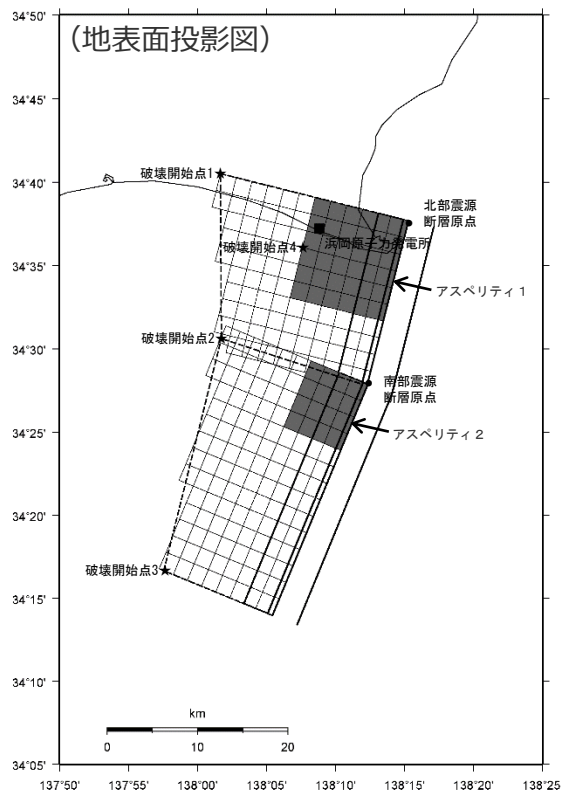 (地表面投影図)
34°50'
34°45'
34°40'
34°35'
34°30'
34°25'
34°20'
34°15'
34°10'
34°05'
破壊開始点1
北部震源
断層原点
浜岡原子力発電所
破壊開始点4
アスペリティ1
破壊開始点2
南部震源
断層原点
アスペリティ2
破壊開始点3
km
0 10 20
137°50' 137°55' 138°00' 138°05' 138°10' 138°15' 138°20' 138°25'